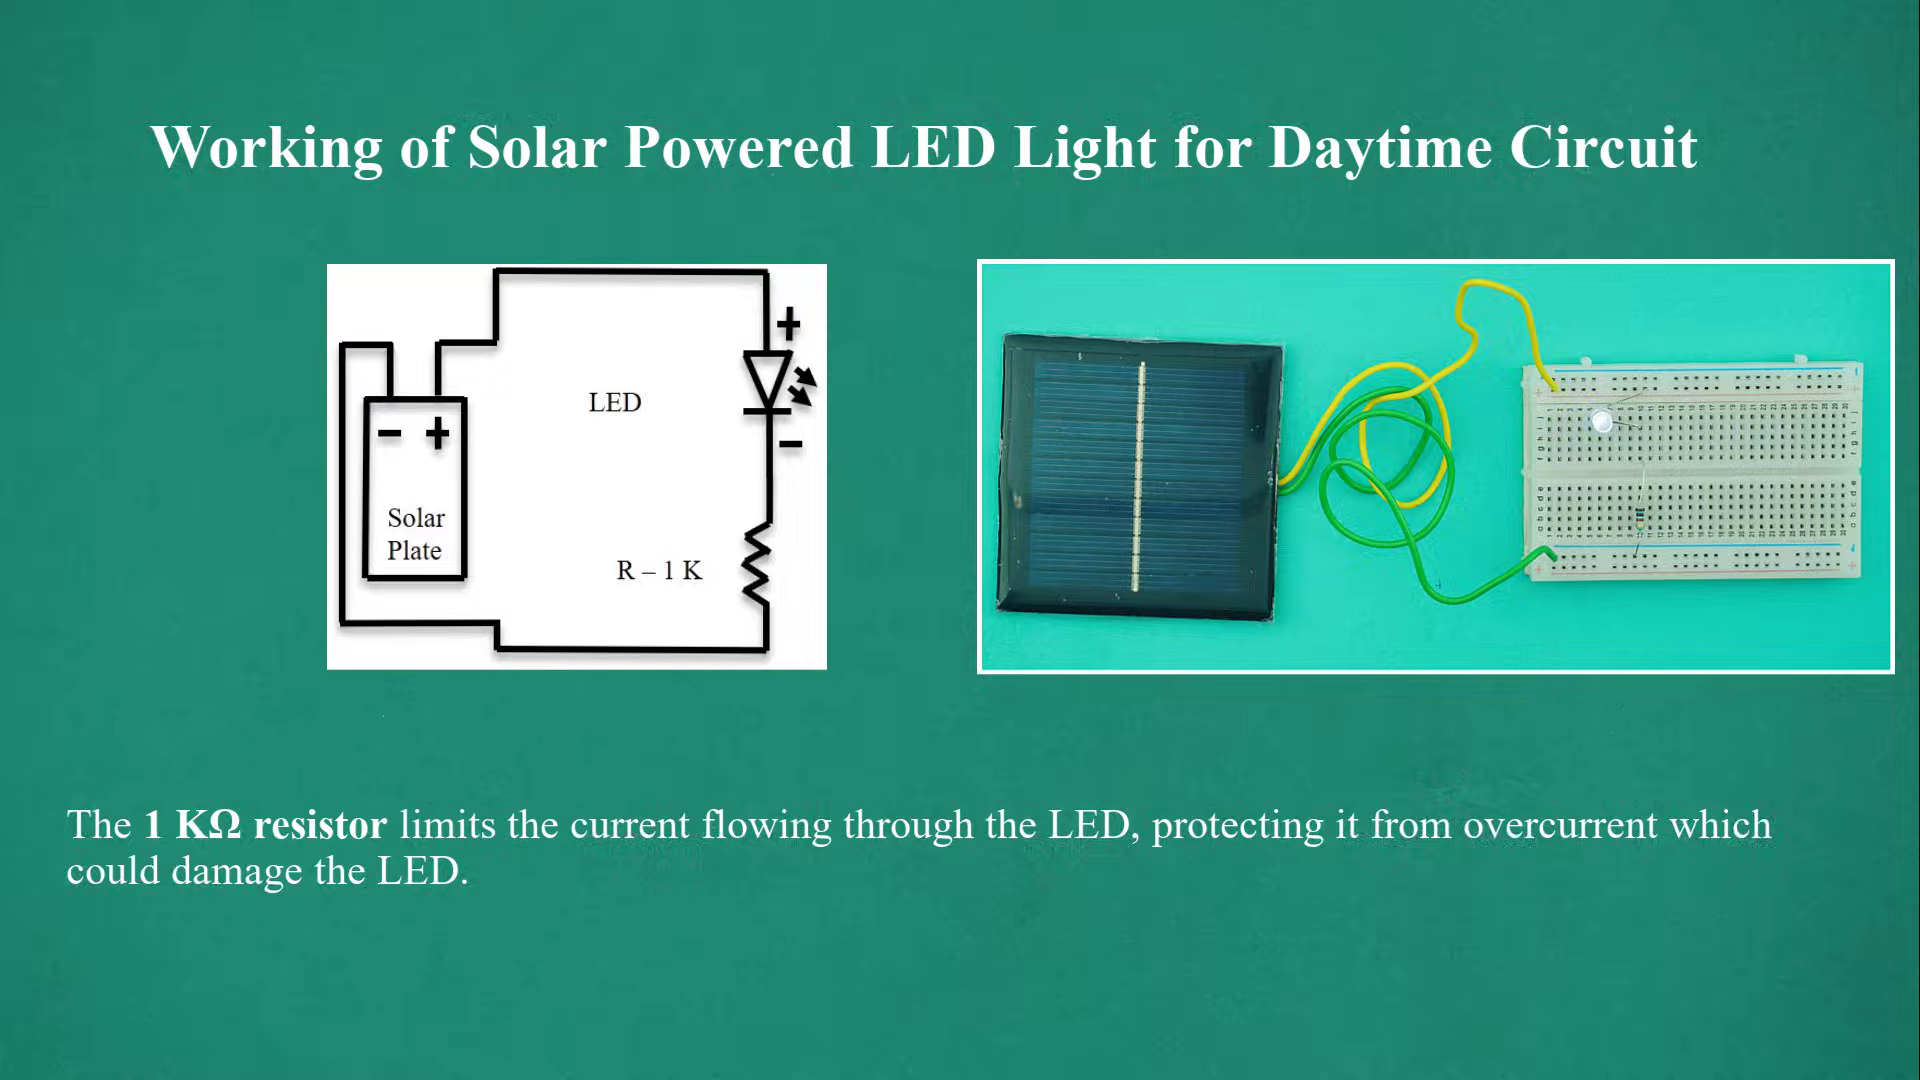 Working of Solar Powered LED Light for Daytime Circuit
+
LED
−
− +
Solar
Plate
R – 1 K
The 1 KΩ resistor limits the current flowing through the LED, protecting it from overcurrent which
could damage the LED.